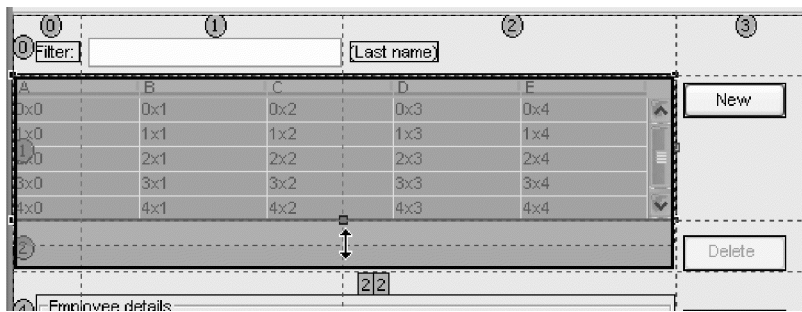 0 1 2 3
0 Filter: (Last name)
A B C D E
0x0 0x1 0x2 0x3 0x4 New
1x0 1x1 1x2 1x3 1x4
1 2x0 2x1 2x2 2x3 2x4
3x0 3x1 3x2 3x3 3x4
4x0 4x1 4x2 4x3 4x4
2 Delete
2 2
4 Employee details